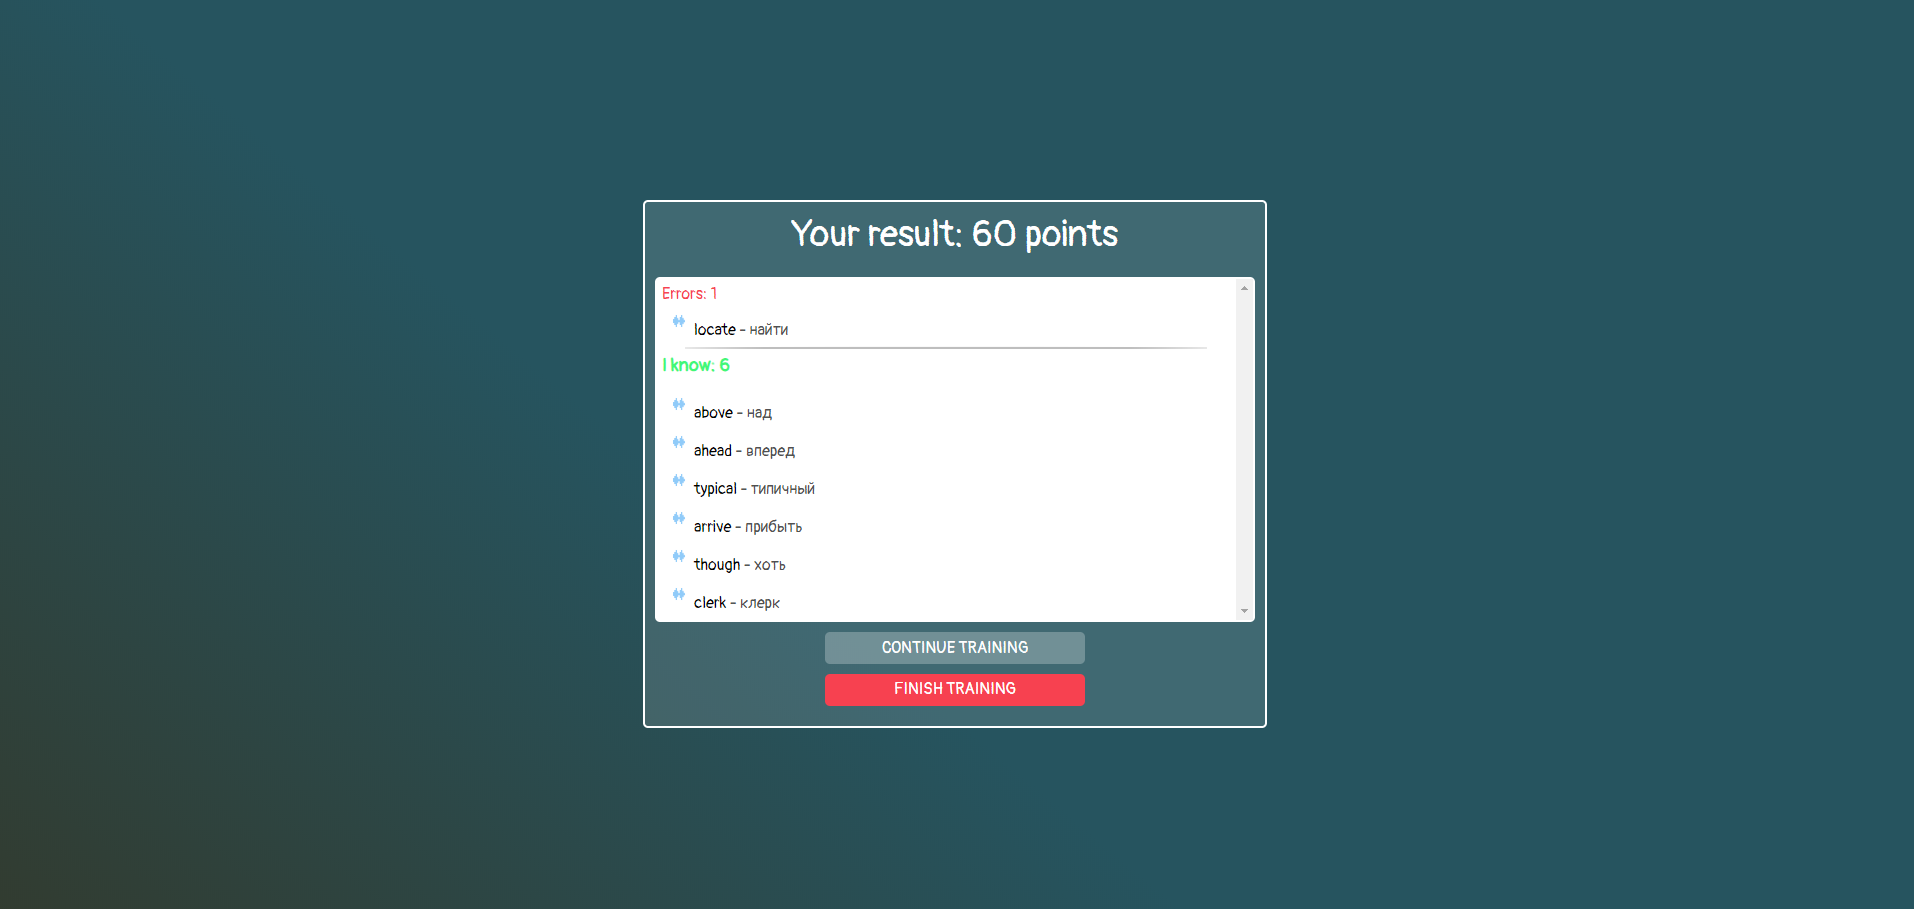 Your result: 60 points
Errors: 1
locate - найти
I know: 6
above - над
ahead - вперед
typical - типичный
arrive - прибыть
though - хоть
clerk - клерк
CONTINUE TRAINING
FINISH TRAINING